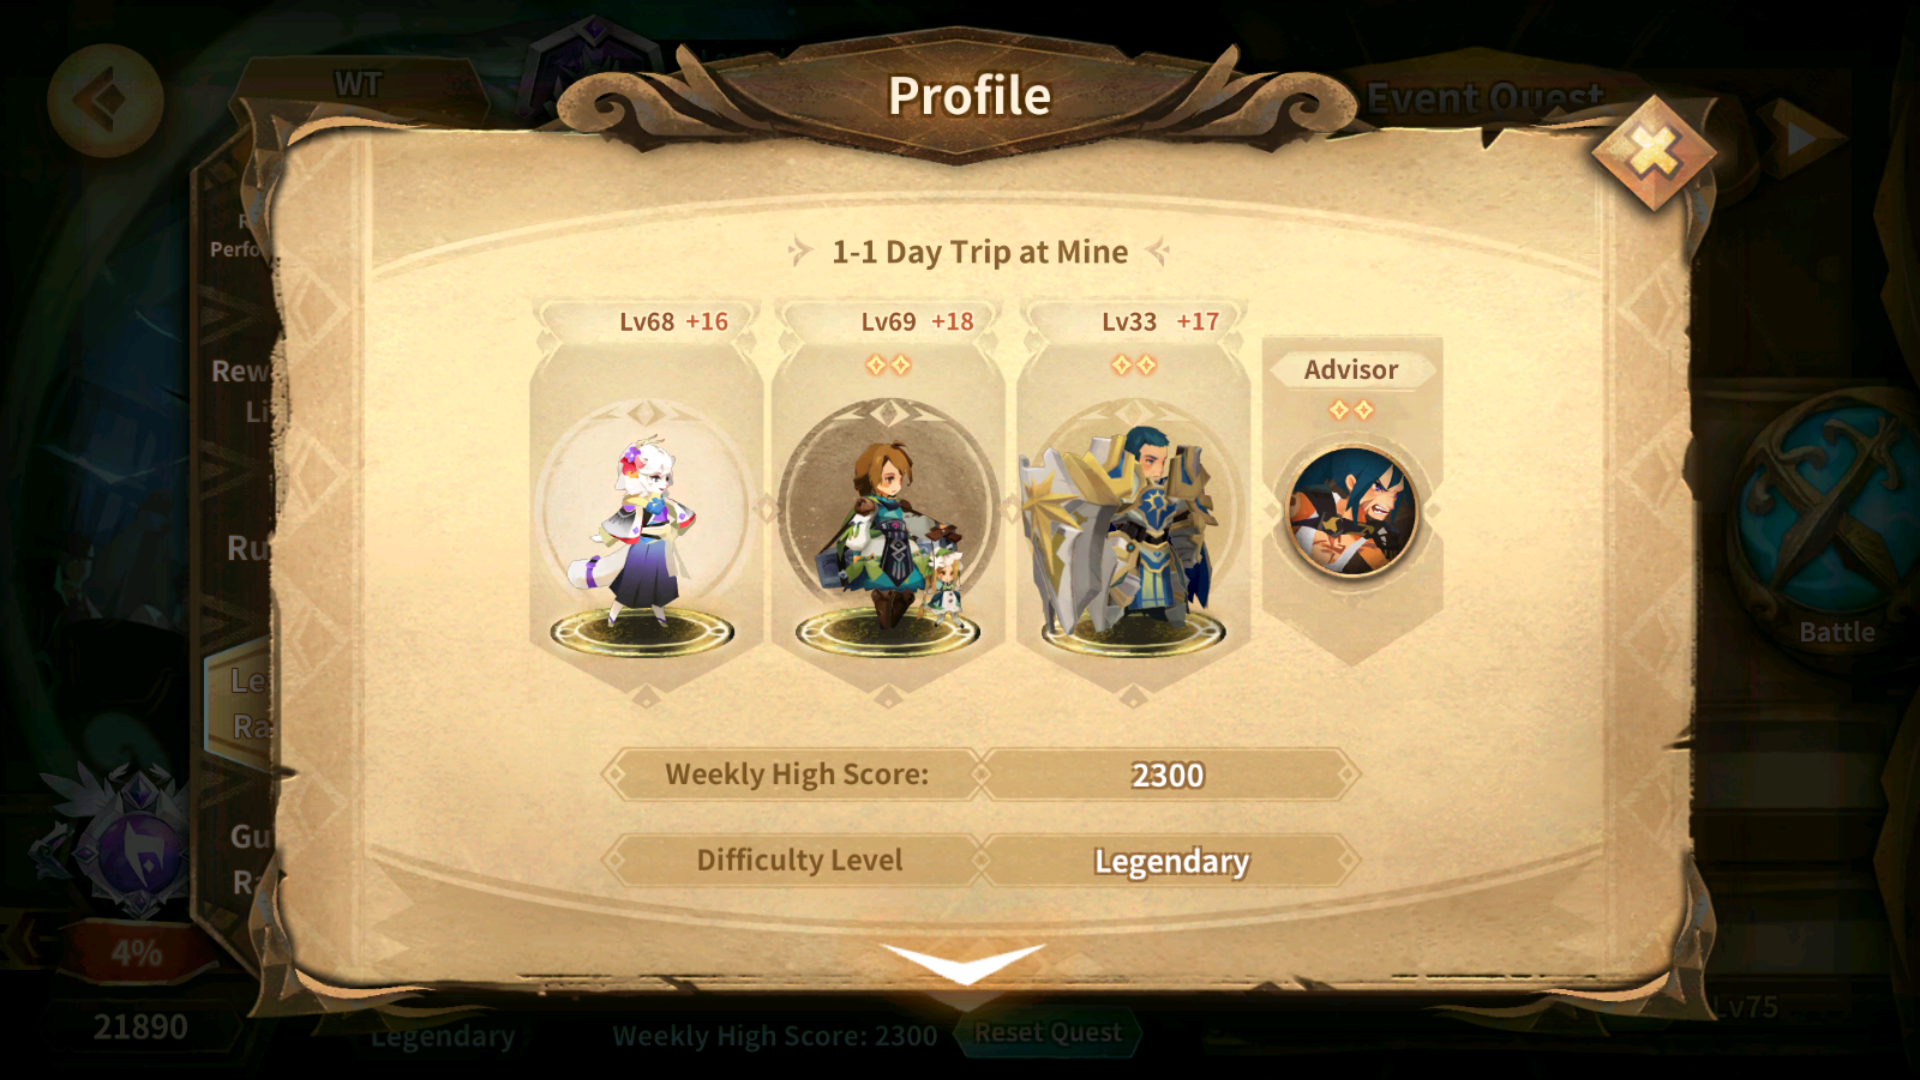 WT
Profile
Event Quest
1-1 Day Trip at Mine
Lv68 +16
Lv69 +18
Lv33 +17
Advisor
Battle
Weekly High Score: 2300
Difficulty Level Legendary
4%
21890
Legendary
Weekly High Score: 2300
Reset Quest
Lv75